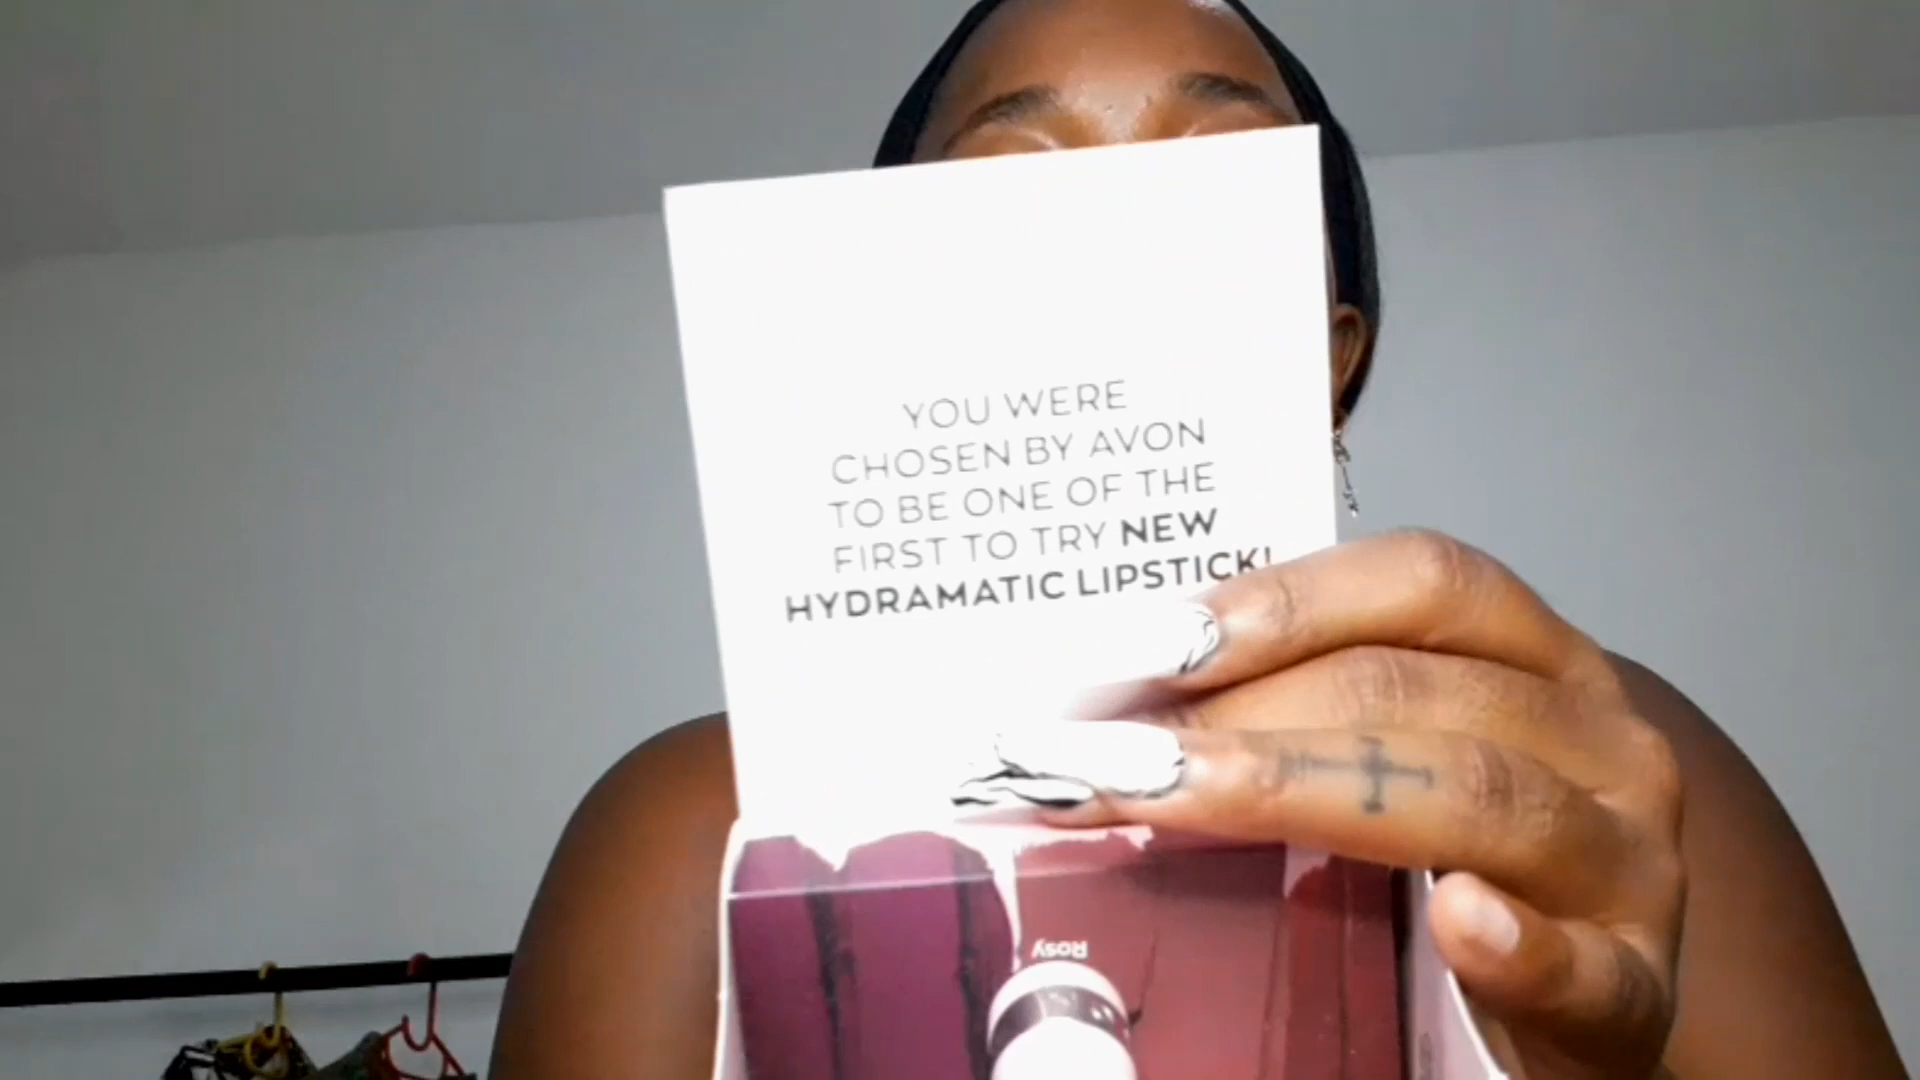 YOU WERE
CHOSEN BY AVON
TO BE ONE OF THE
FIRST TO TRY NEW
HYDRAMATIC LIPSTICK!
Rosy